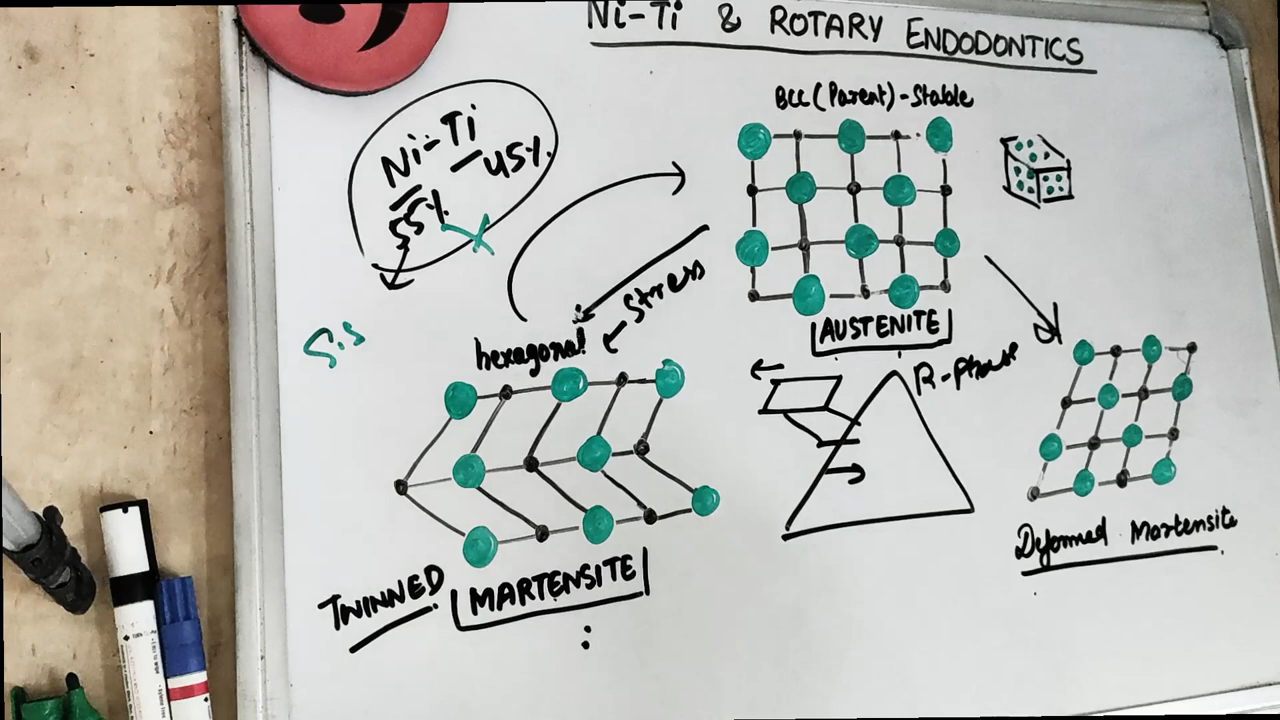 Ni-Ti & ROTARY ENDODONTICS
BCC (Parent) - Stable
Ni-Ti
45%.
55%.
S.S
Stress
hexagonal
AUSTENITE
R-Phase
TWINNED MARTENSITE
Deformed Martensite